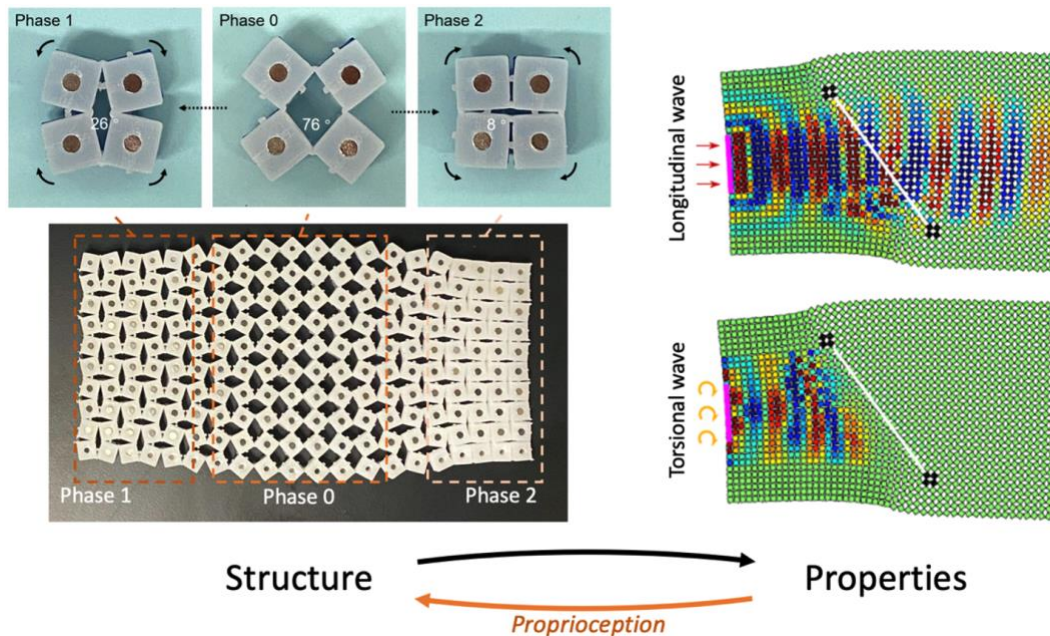 Phase 1
Phase 0
Phase 2
26°
76°
8°
Longitudinal wave
Phase 1
Phase 0
Phase 2
Torsional wave
Structure
Properties
Proprioception